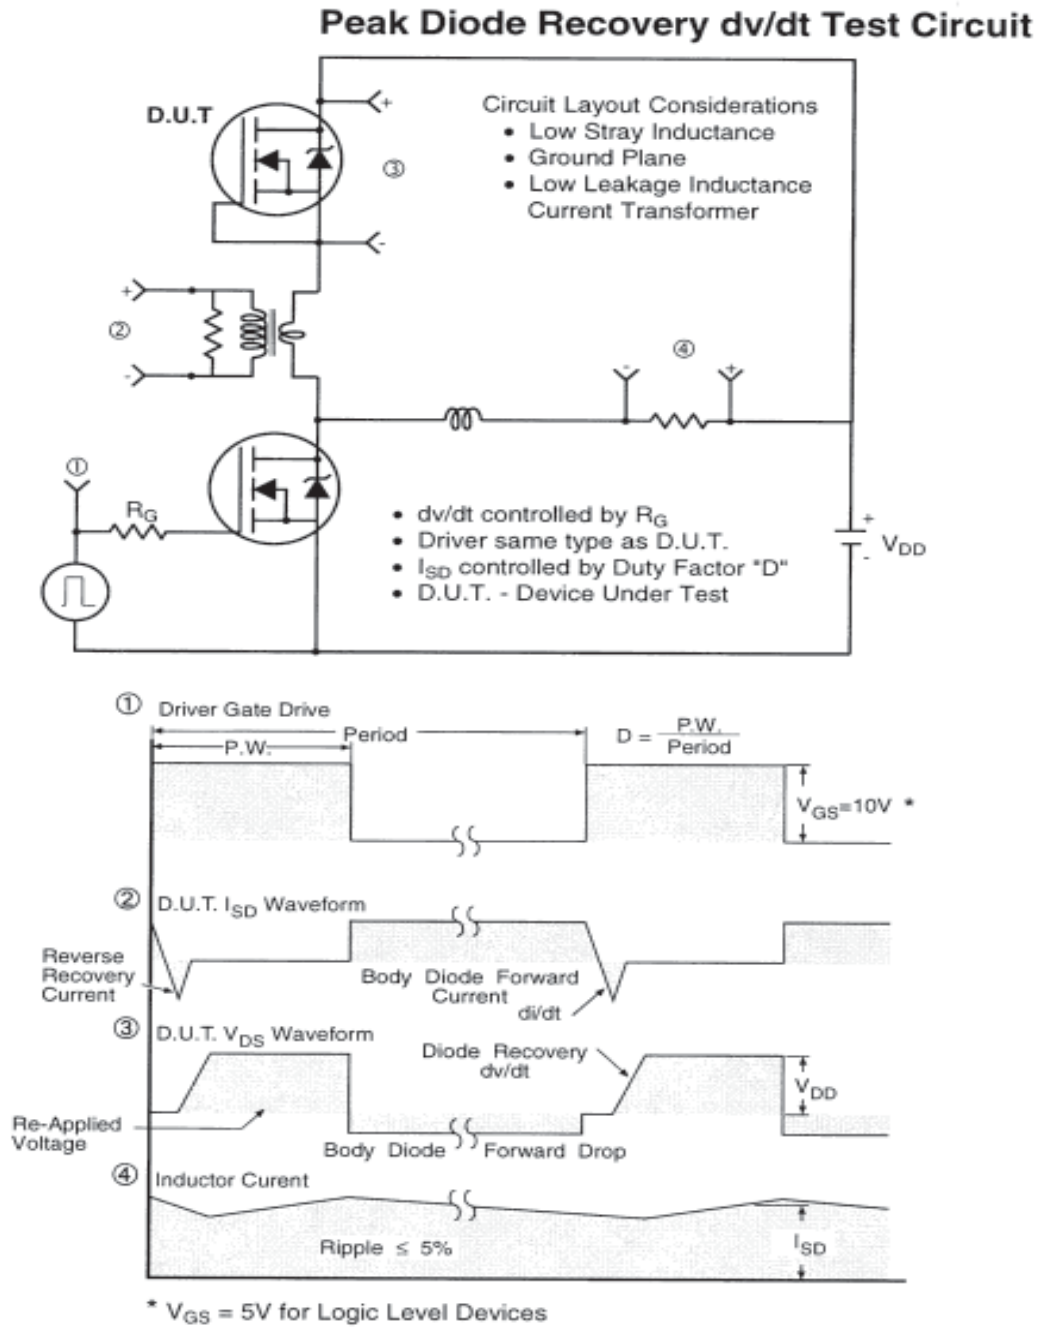 Peak Diode Recovery dv/dt Test Circuit
D.U.T
+
③
-
Circuit Layout Considerations
• Low Stray Inductance
• Ground Plane
• Low Leakage Inductance
Current Transformer
+
②
-
④
-
+
①
RG
• dv/dt controlled by RG
• Driver same type as D.U.T.
• ISD controlled by Duty Factor "D"
• D.U.T. - Device Under Test
+
VDD
-
① Driver Gate Drive
Period
P.W.
D = P.W.
Period
VGS=10V *
② D.U.T. ISD Waveform
Reverse
Recovery
Current
Body Diode Forward
Current
di/dt
③ D.U.T. VDS Waveform
Diode Recovery
dv/dt
VDD
Re-Applied
Voltage
Body Diode Forward Drop
④ Inductor Curent
Ripple ≤ 5%
ISD
* VGS = 5V for Logic Level Devices